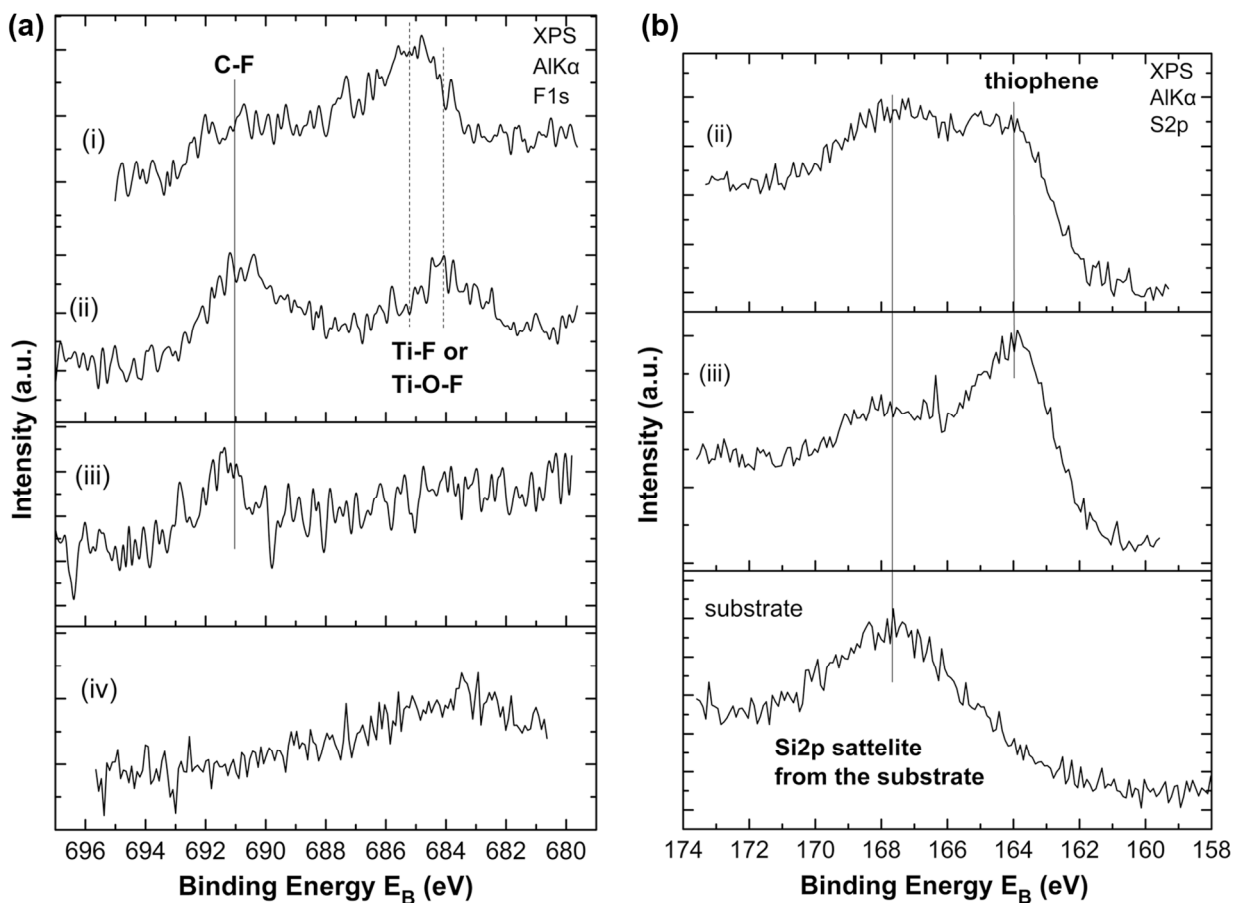 (a)
XPS
AlKα
F1s
C-F
(i)
(ii)
Ti-F or
Ti-O-F
(iii)
(iv)
Intensity (a.u.)
696 694 692 690 688 686 684 682 680
Binding Energy E_B (eV)
(b)
XPS
AlKα
S2p
thiophene
(ii)
(iii)
substrate
Si2p sattelite
from the substrate
Intensity (a.u.)
174 172 170 168 166 164 162 160 158
Binding Energy E_B (eV)